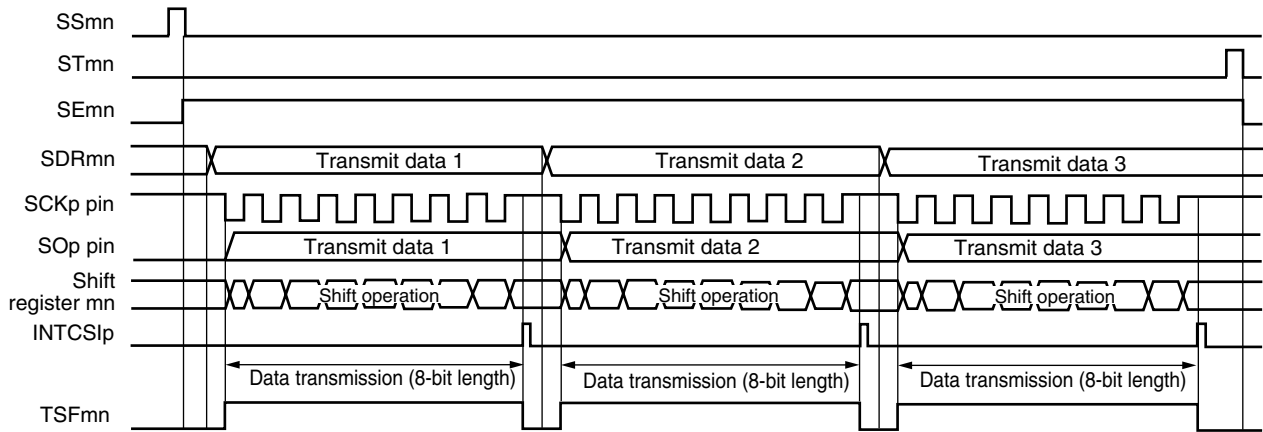 SSmn
STmn
SEmn
SDRmn Transmit data 1 Transmit data 2 Transmit data 3
SCKp pin
SOp pin Transmit data 1 Transmit data 2 Transmit data 3
Shift
register mn Shift operation Shift operation Shift operation
INTCSIp
Data transmission (8-bit length) Data transmission (8-bit length) Data transmission (8-bit length)
TSFmn